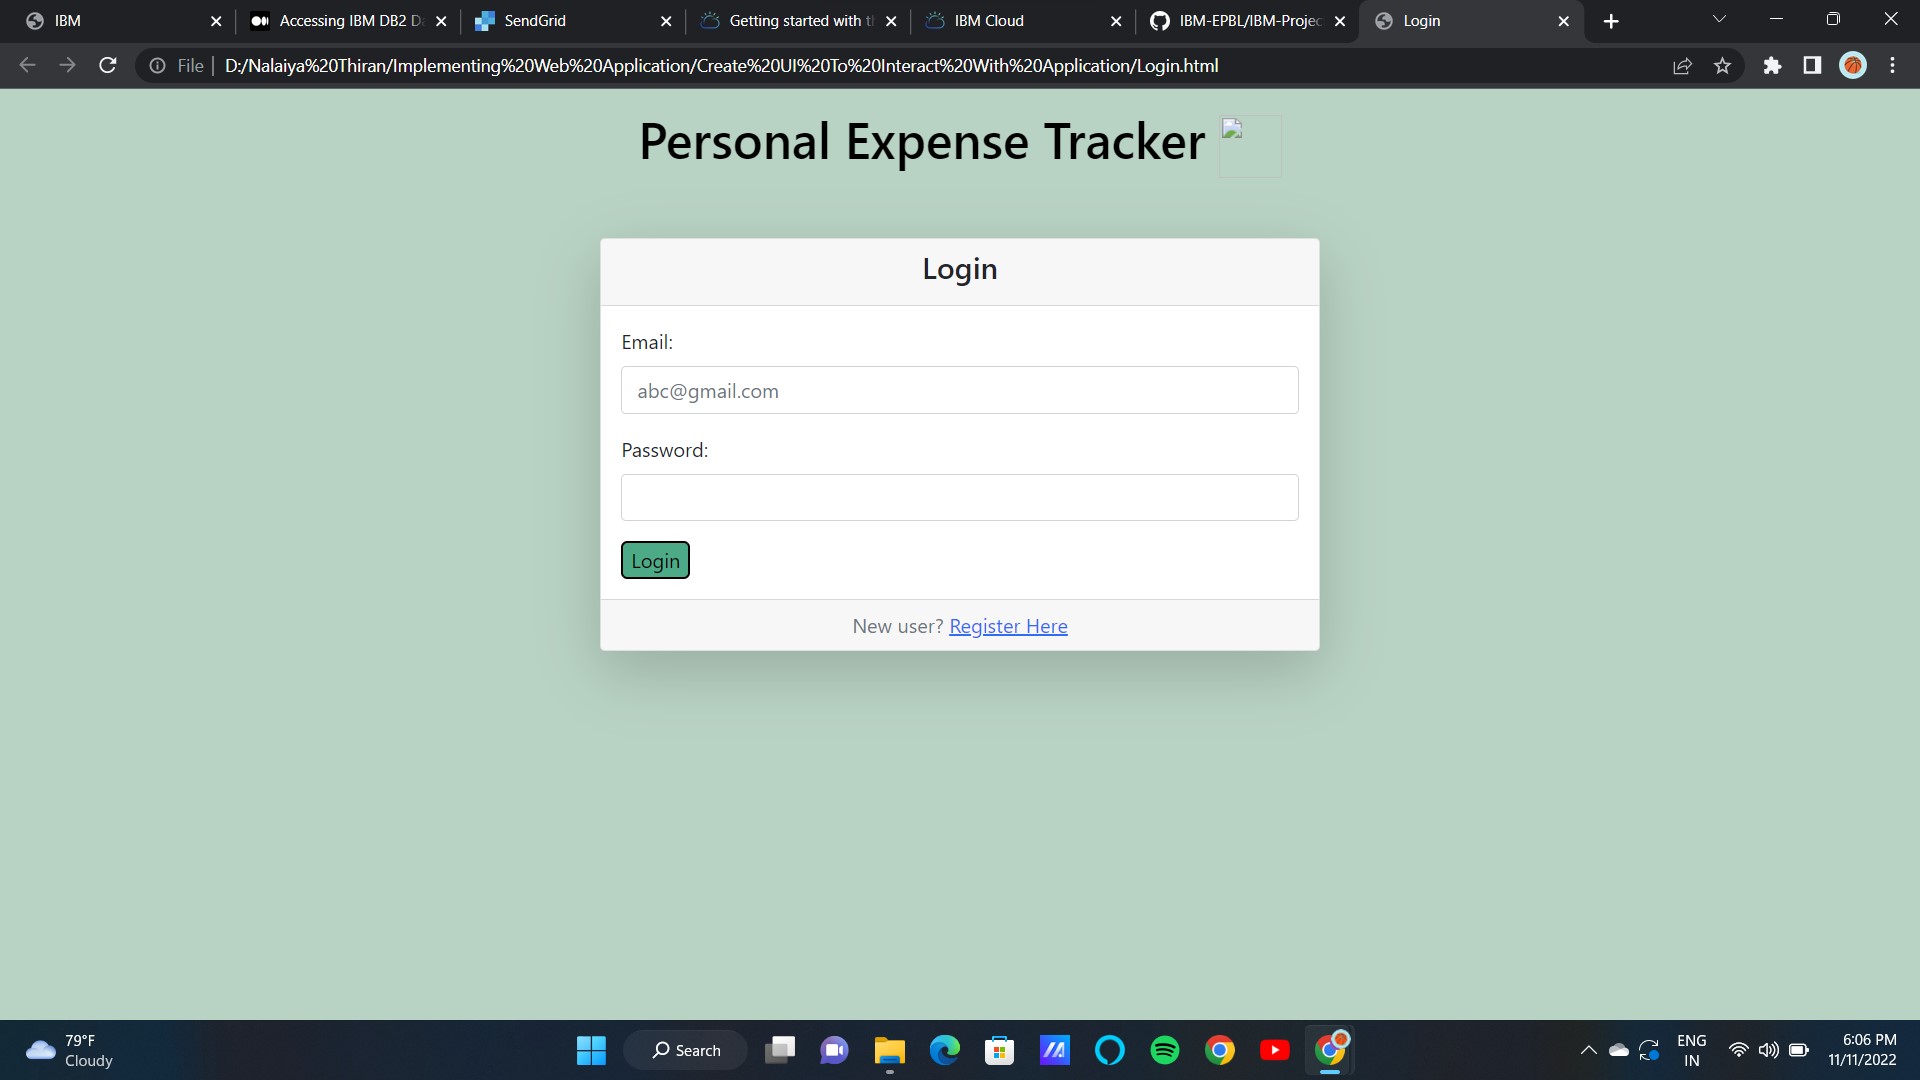 IBM
Accessing IBM DB2 D
SendGrid
Getting started with t
IBM Cloud
IBM-EPBL/IBM-Projec
Login
File
D:/Nalaiya%20Thiran/Implementing%20Web%20Application/Create%20UI%20To%20Interact%20With%20Application/Login.html
Personal Expense Tracker
Login
Email:
abc@gmail.com
Password:
Login
New user? Register Here
79°F
Cloudy
Search
ENG
IN
6:06 PM
11/11/2022